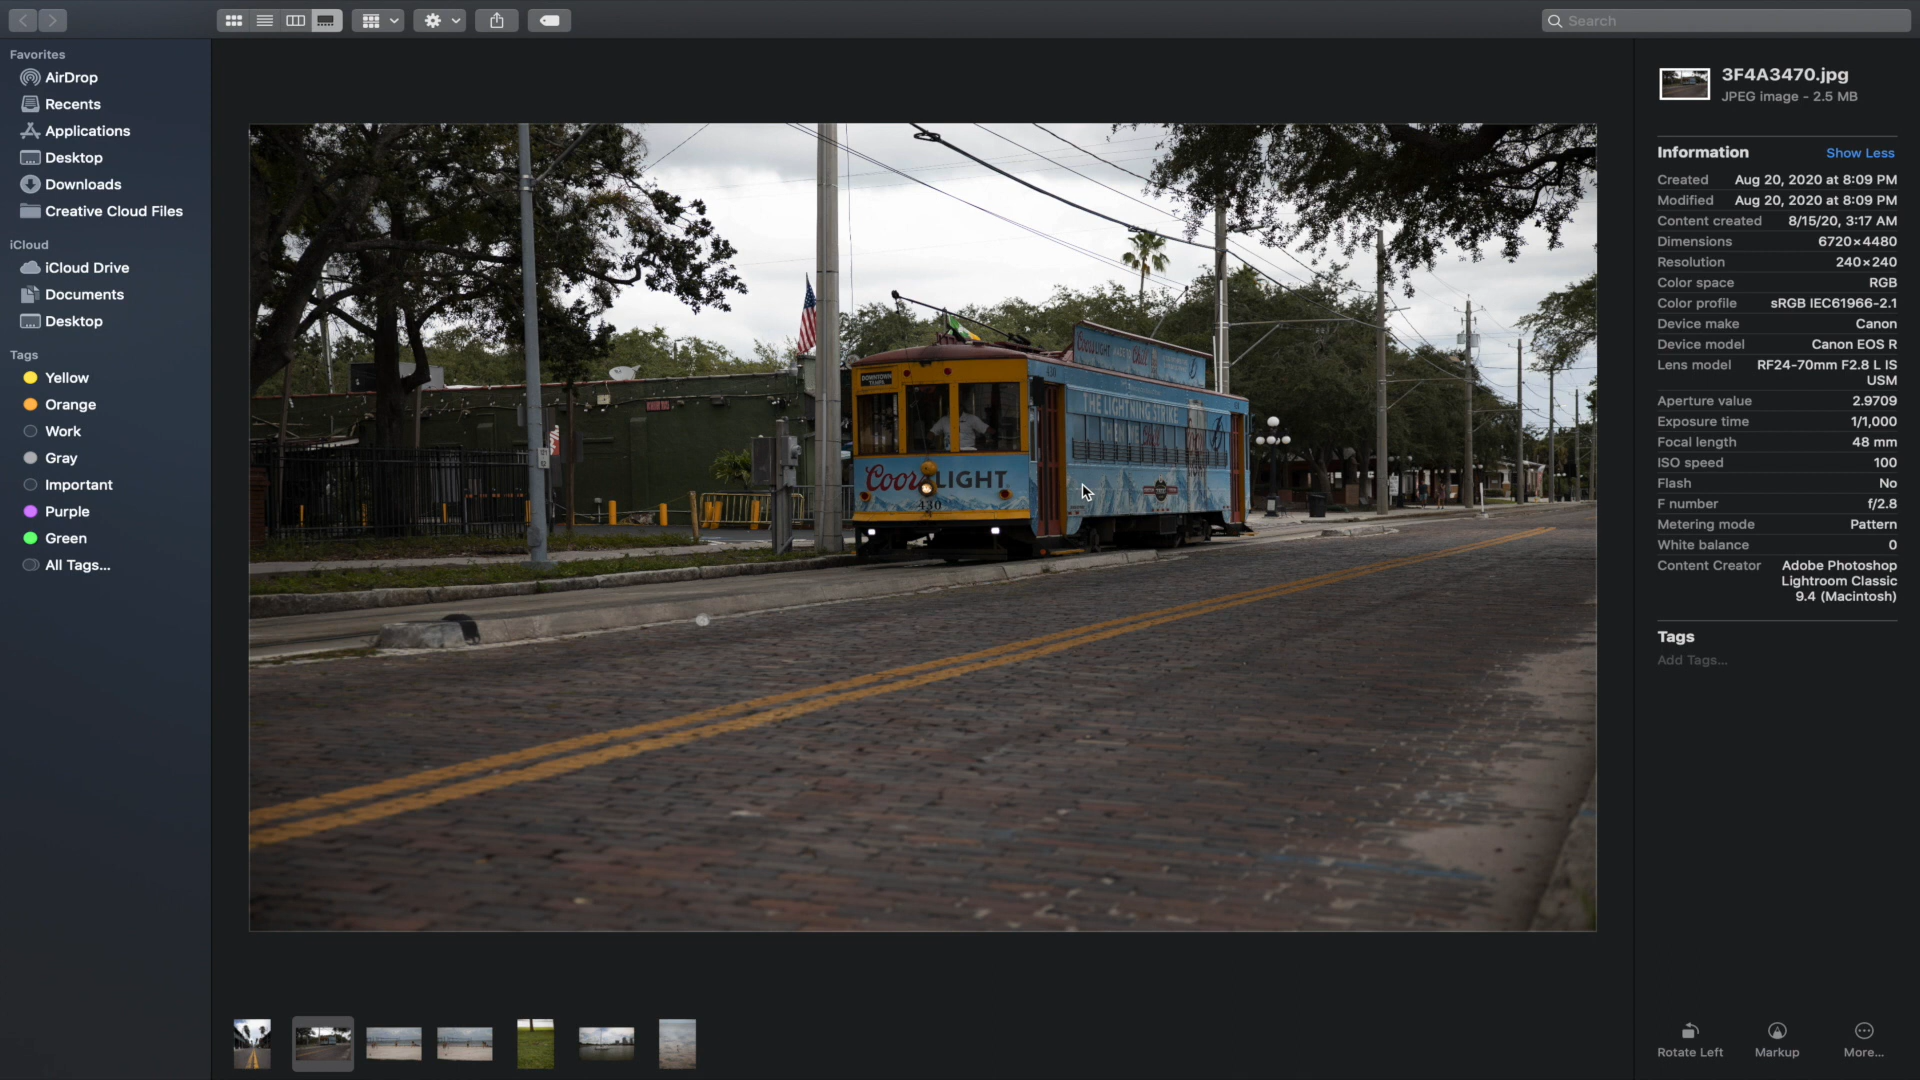 Search
Favorites
AirDrop
Recents
Applications
Desktop
Downloads
Creative Cloud Files
iCloud
iCloud Drive
Documents
Desktop
Tags
Yellow
Orange
Work
Gray
Important
Purple
Green
All Tags...
DOWNTOWN
TAMPA
Coors LIGHT
430
COORS LIGHT
430
THE LIGHTNING STRIKE
3F4A3470.jpg
JPEG image - 2.5 MB
Information Show Less
Created Aug 20, 2020 at 8:09 PM
Modified Aug 20, 2020 at 8:09 PM
Content created 8/15/20, 3:17 AM
Dimensions 6720×4480
Resolution 240×240
Color space RGB
Color profile sRGB IEC61966-2.1
Device make Canon
Device model Canon EOS R
Lens model RF24-70mm F2.8 L IS
USM
Aperture value 2.9709
Exposure time 1/1,000
Focal length 48 mm
ISO speed 100
Flash No
F number f/2.8
Metering mode Pattern
White balance 0
Content Creator Adobe Photoshop
Lightroom Classic
9.4 (Macintosh)
Tags
Add Tags...
Rotate Left
Markup
More...